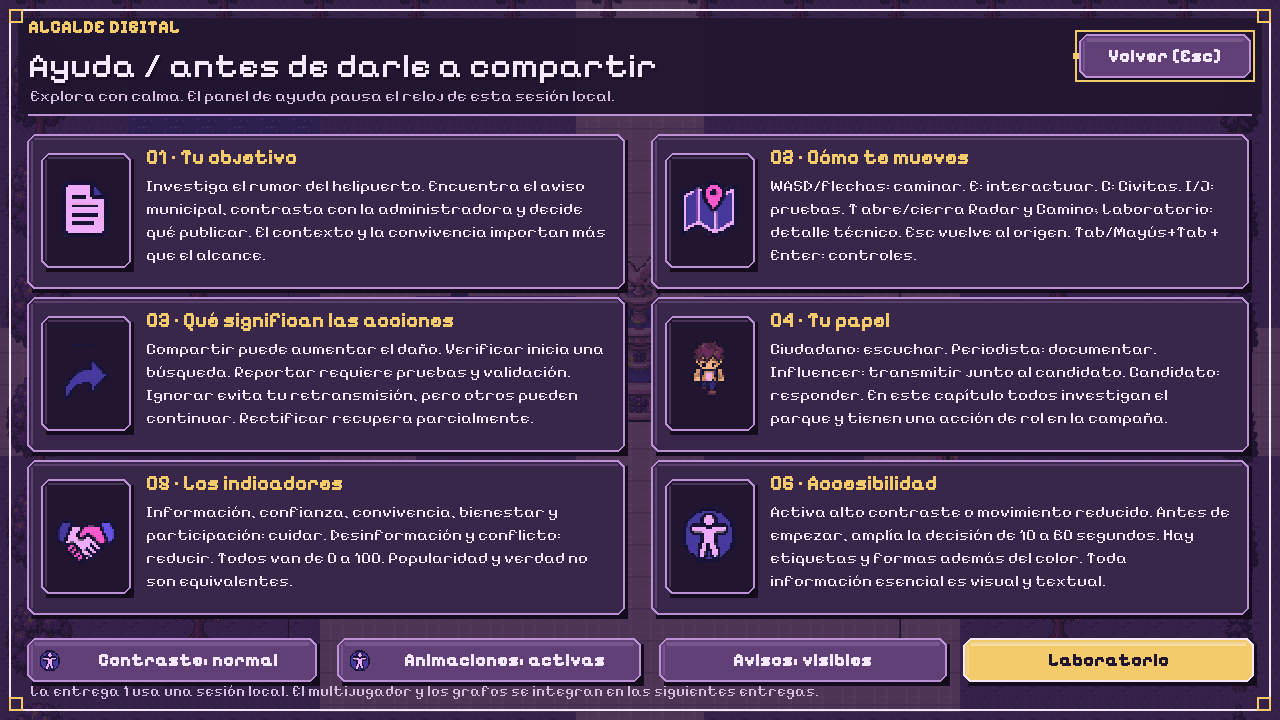 ALCALDE DIGITAL
Ayuda / antes de darle a compartir
Explora con calma. El panel de ayuda pausa el reloj de esta sesión local.
Volver (Esc)
01 · Tu objetivo
Investiga el rumor del helipuerto. Encuentra el aviso
municipal, contrasta con la administradora y decide
qué publicar. El contexto y la convivencia importan más
que el alcance.
02 · Cómo te mueves
WASD/flechas: caminar. E: interactuar. C: Civitas. I/J:
pruebas. T abre/cierra Radar y Camino; Laboratorio:
detalle técnico. Esc vuelve al origen. Tab/Mayús+Tab +
Enter: controles.
03 · Qué significan las acciones
Compartir puede aumentar el daño. Verificar inicia una
búsqueda. Reportar requiere pruebas y validación.
Ignorar evita tu retransmisión, pero otros pueden
continuar. Rectificar recupera parcialmente.
04 · Tu papel
Ciudadano: escuchar. Periodista: documentar.
Influencer: transmitir junto al candidato. Candidato:
responder. En este capítulo todos investigan el
parque y tienen una acción de rol en la campaña.
05 · Los indicadores
Información, confianza, convivencia, bienestar y
participación: cuidar. Desinformación y conflicto:
reducir. Todos van de 0 a 100. Popularidad y verdad no
son equivalentes.
06 · Accesibilidad
Activa alto contraste o movimiento reducido. Antes de
empezar, amplía la decisión de 10 a 60 segundos. Hay
etiquetas y formas además del color. Toda
información esencial es visual y textual.
Contraste: normal
Animaciones: activas
Avisos: visibles
Laboratorio
La entrega 1 usa una sesión local. El multijugador y los grafos se integran en las siguientes entregas.